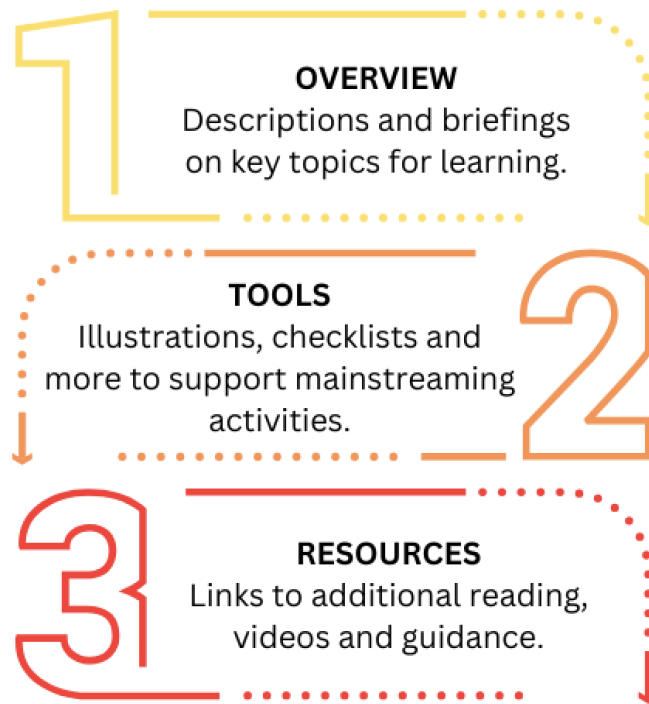 1
OVERVIEW
Descriptions and briefings
on key topics for learning.
2
TOOLS
Illustrations, checklists and
more to support mainstreaming
activities.
3
RESOURCES
Links to additional reading,
videos and guidance.